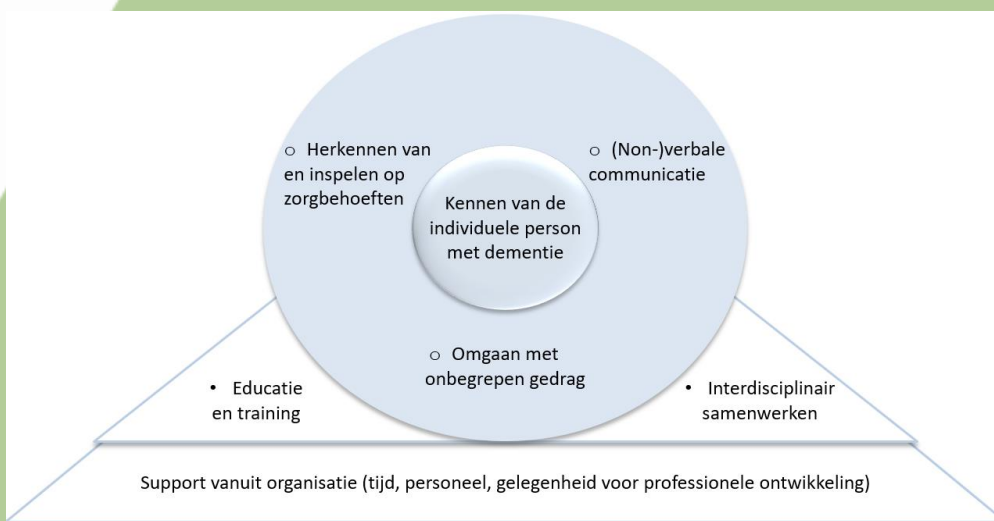 ○ Herkennen van
en inspelen op
zorgbehoeften
○ (Non-)verbale
communicatie
Kennen van de
individuele person
met dementie
○ Omgaan met
onbegrepen gedrag
• Educatie
en training
• Interdisciplinair
samenwerken
Support vanuit organisatie (tijd, personeel, gelegenheid voor professionele ontwikkeling)